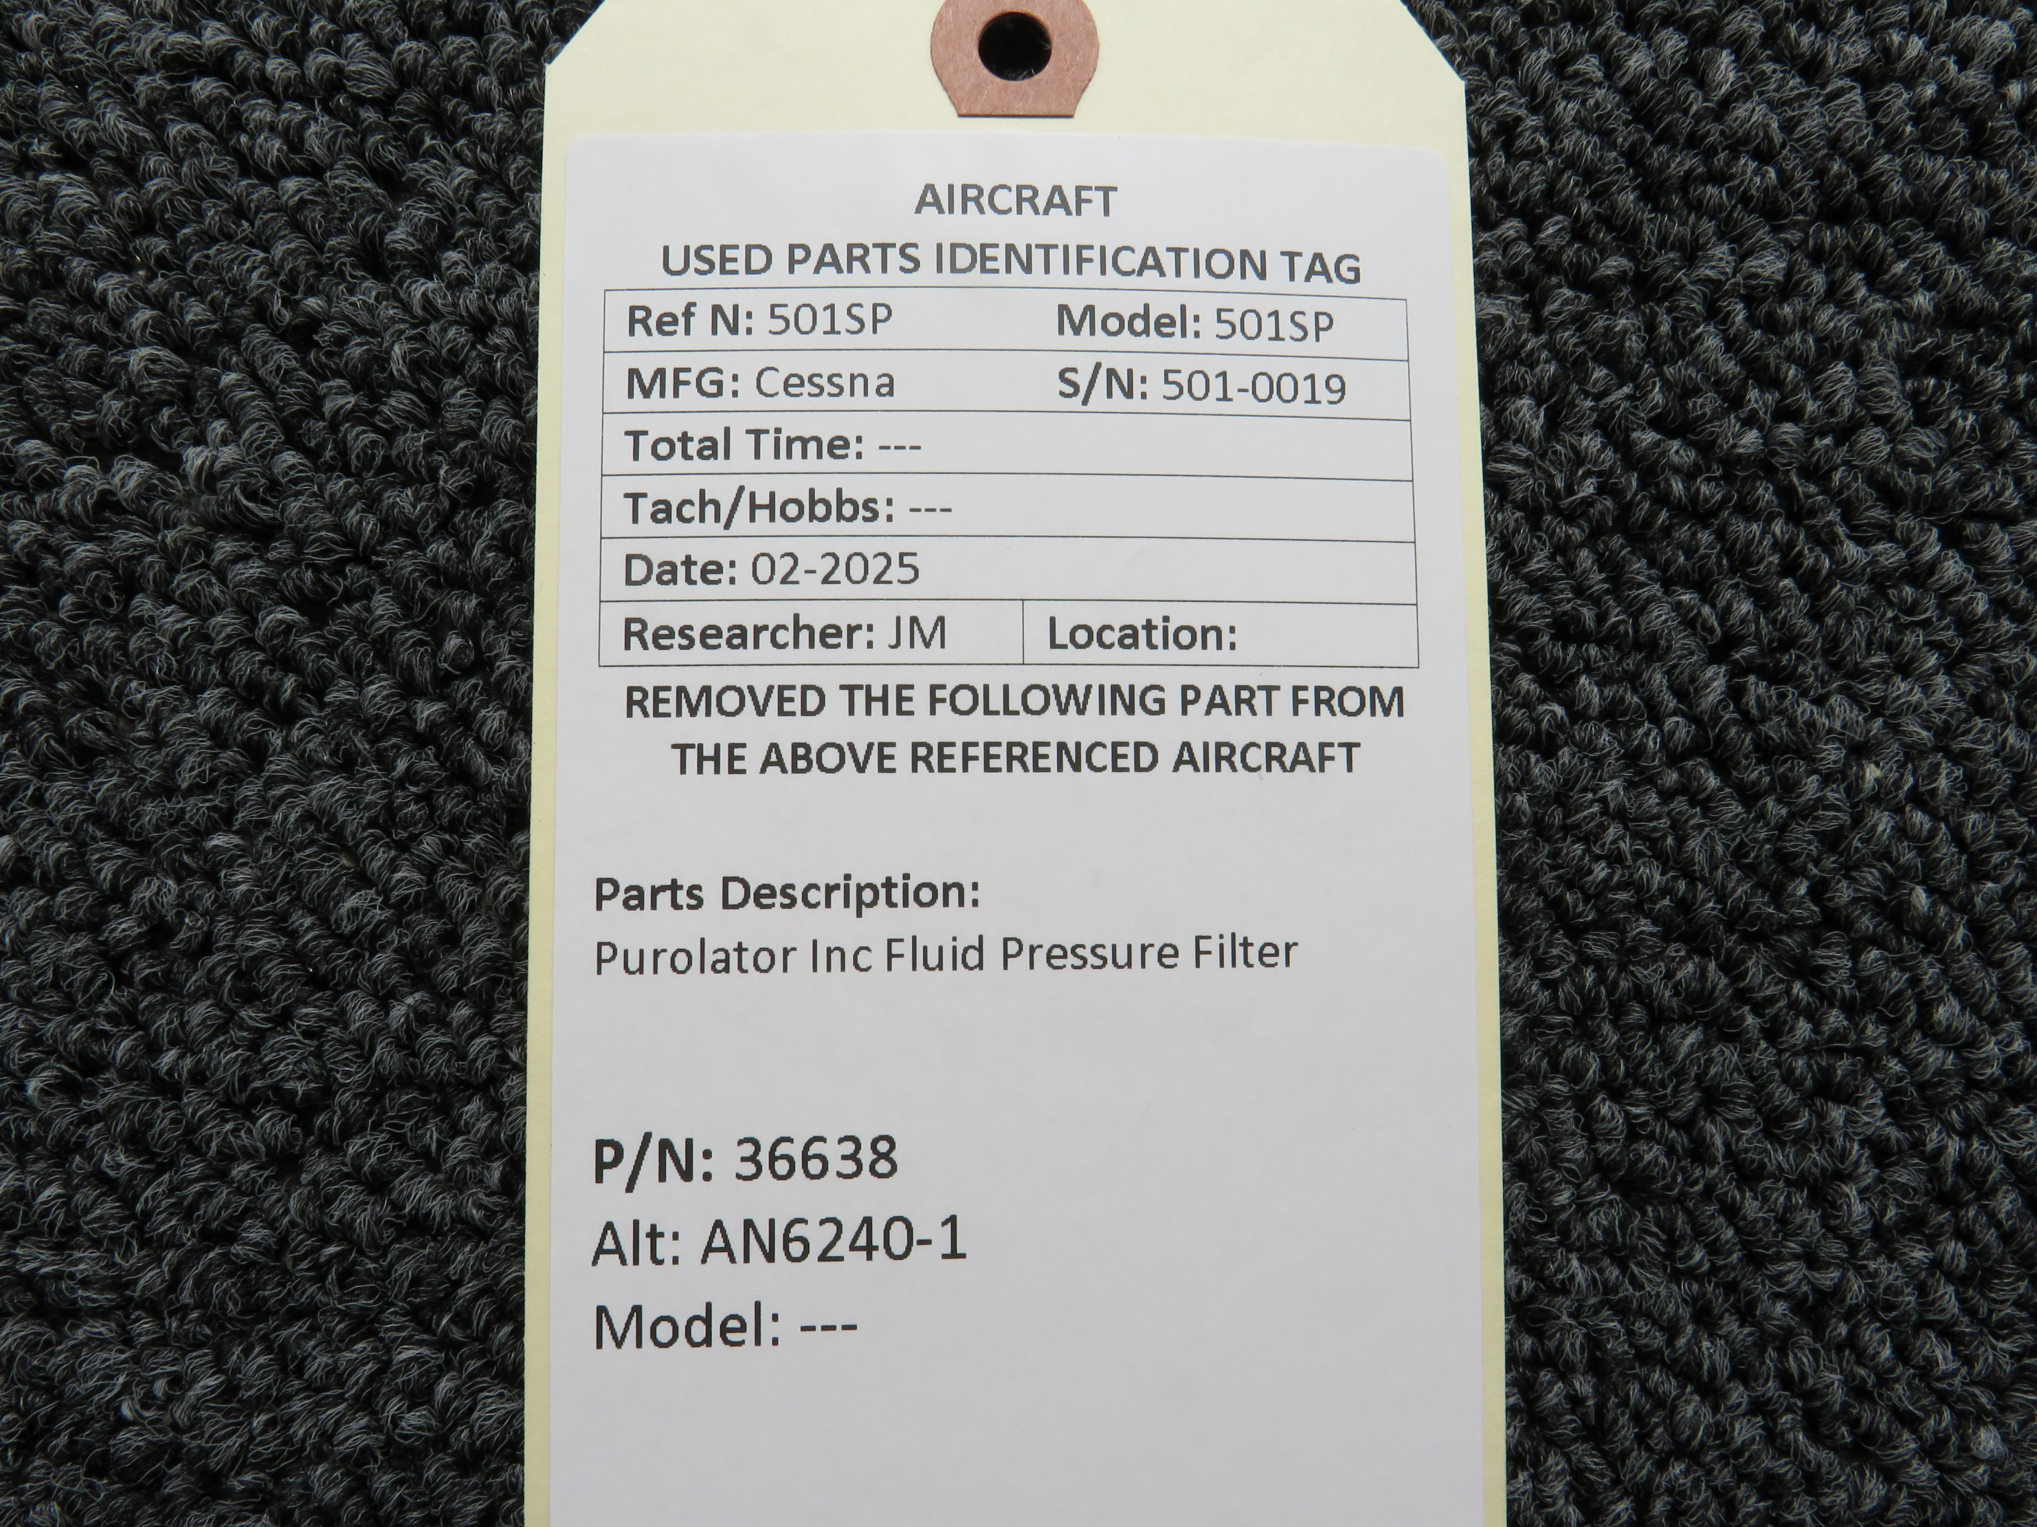 AIRCRAFT
USED PARTS IDENTIFICATION TAG
Ref N: 501SP Model: 501SP
MFG: Cessna S/N: 501-0019
Total Time: ---
Tach/Hobbs: ---
Date: 02-2025
Researcher: JM Location:
REMOVED THE FOLLOWING PART FROM
THE ABOVE REFERENCED AIRCRAFT
Parts Description:
Purolator Inc Fluid Pressure Filter
P/N: 36638
Alt: AN6240-1
Model: ---